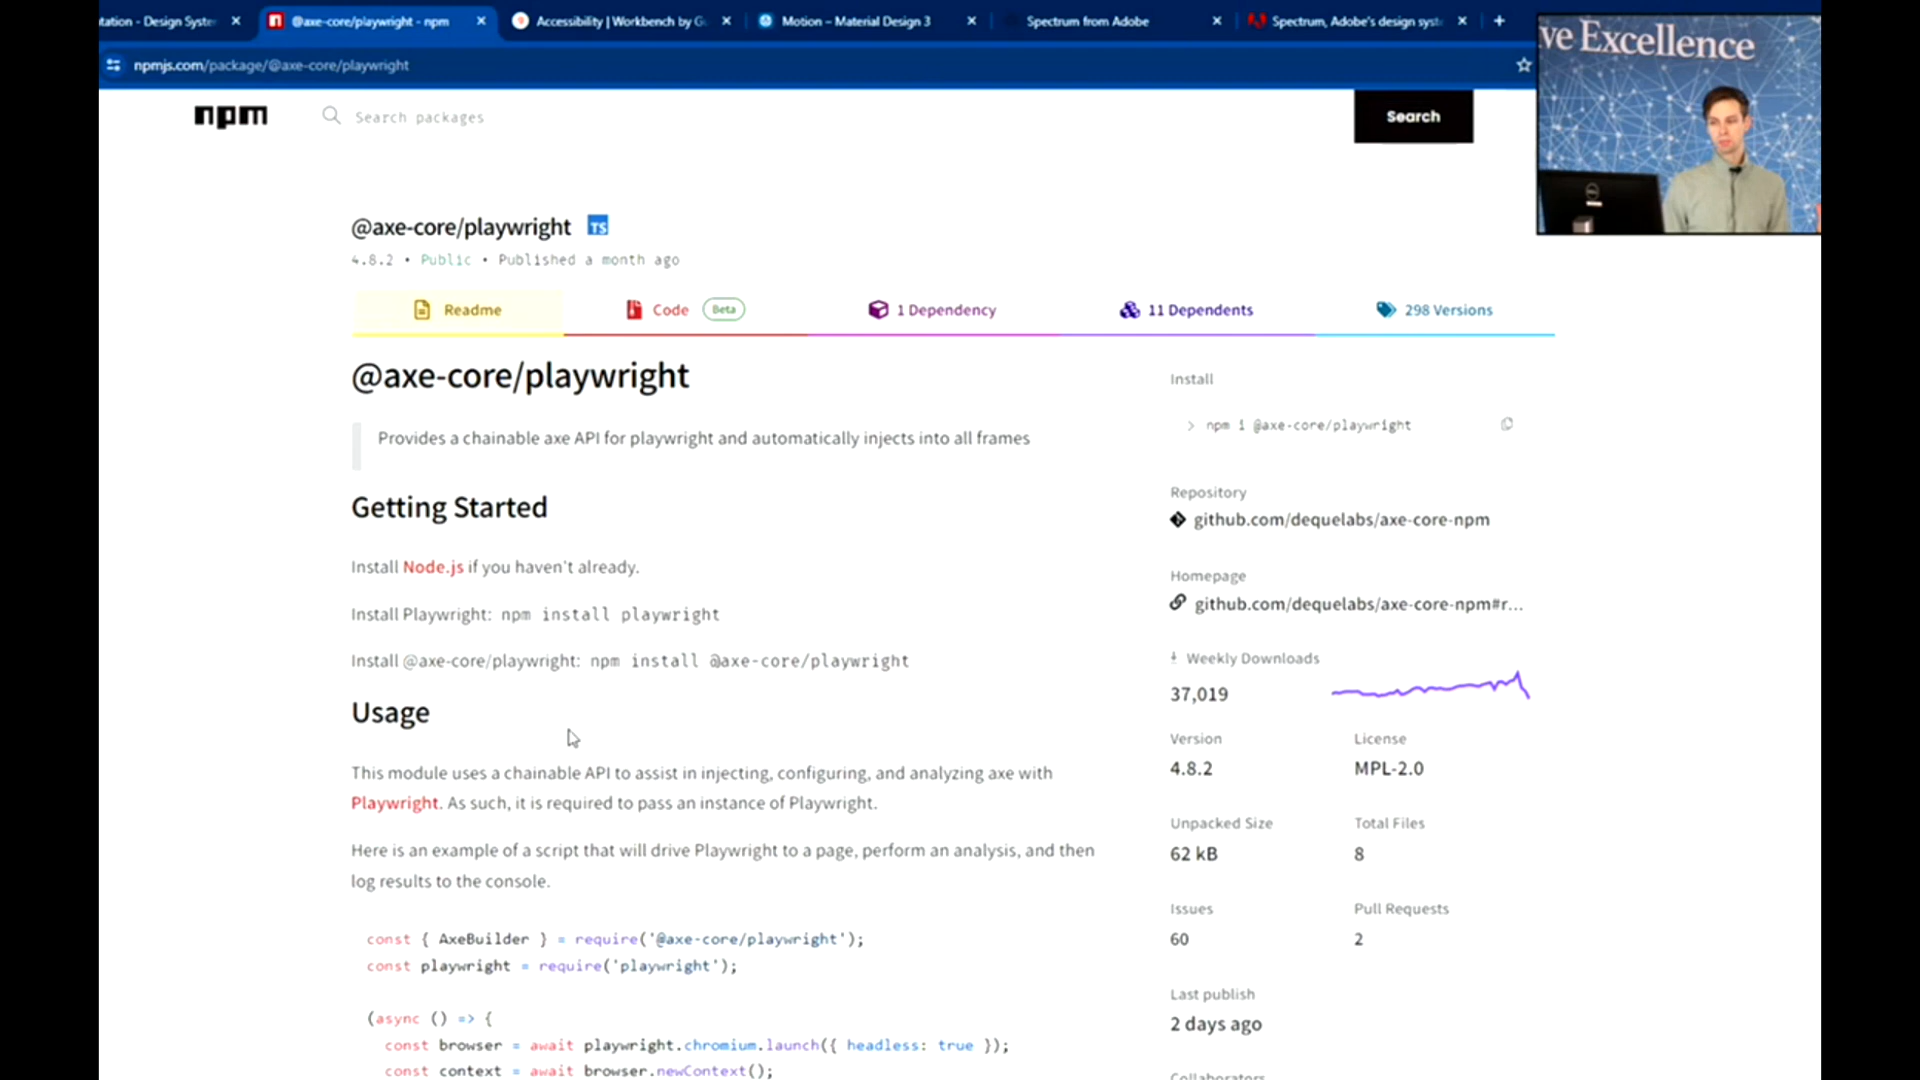 tation - Design Syste
@axe-core/playwright - npm
Accessibility | Workbench by G
Motion – Material Design 3
Spectrum from Adobe
Spectrum, Adobe's design syst
npmjs.com/package/@axe-core/playwright
ve Excellence
npm
Search packages
Search
@axe-core/playwright TS
4.8.2 • Public • Published a month ago
Readme
Code Beta
1 Dependency
11 Dependents
298 Versions
@axe-core/playwright
Provides a chainable axe API for playwright and automatically injects into all frames
Getting Started
Install Node.js if you haven't already.
Install Playwright: npm install playwright
Install @axe-core/playwright: npm install @axe-core/playwright
Usage
This module uses a chainable API to assist in injecting, configuring, and analyzing axe with
Playwright. As such, it is required to pass an instance of Playwright.
Here is an example of a script that will drive Playwright to a page, perform an analysis, and then
log results to the console.
const { AxeBuilder } = require('@axe-core/playwright');
const playwright = require('playwright');
(async () => {
const browser = await playwright.chromium.launch({ headless: true });
const context = await browser.newContext();
Install
> npm i @axe-core/playwright
Repository
github.com/dequelabs/axe-core-npm
Homepage
github.com/dequelabs/axe-core-npm#r...
Weekly Downloads
37,019
Version
4.8.2
License
MPL-2.0
Unpacked Size
62 kB
Total Files
8
Issues
60
Pull Requests
2
Last publish
2 days ago
Collaborators